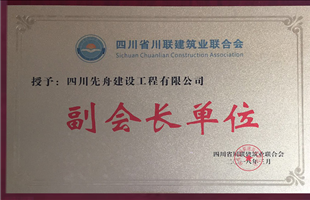 四川省川联建筑业联合会
Sichuan Chuanlian Construction Association
授予：四川先舟建设工程有限公司
副会长单位
四川省川联建筑业联合会